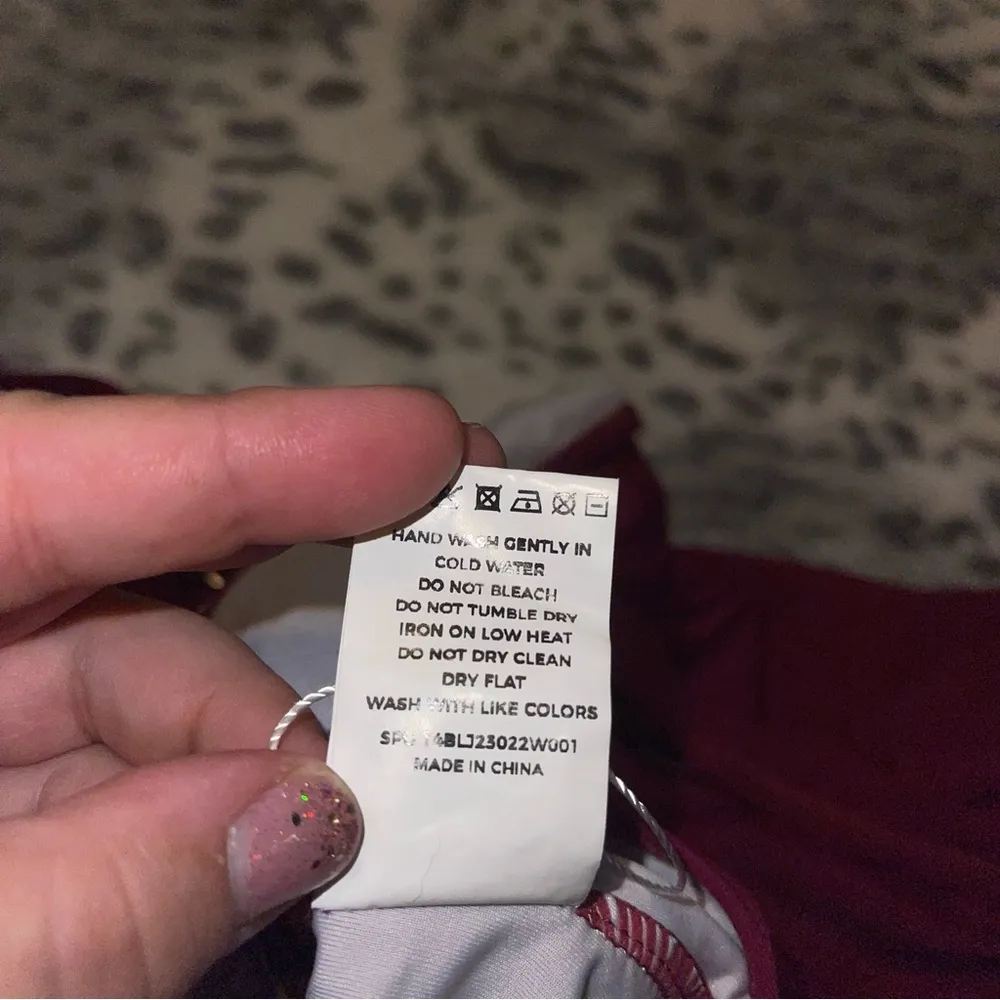 HAND WASH GENTLY IN
COLD WATER
DO NOT BLEACH
DO NOT TUMBLE DRY
IRON ON LOW HEAT
DO NOT DRY CLEAN
DRY FLAT
WASH WITH LIKE COLORS
MADE IN CHINA